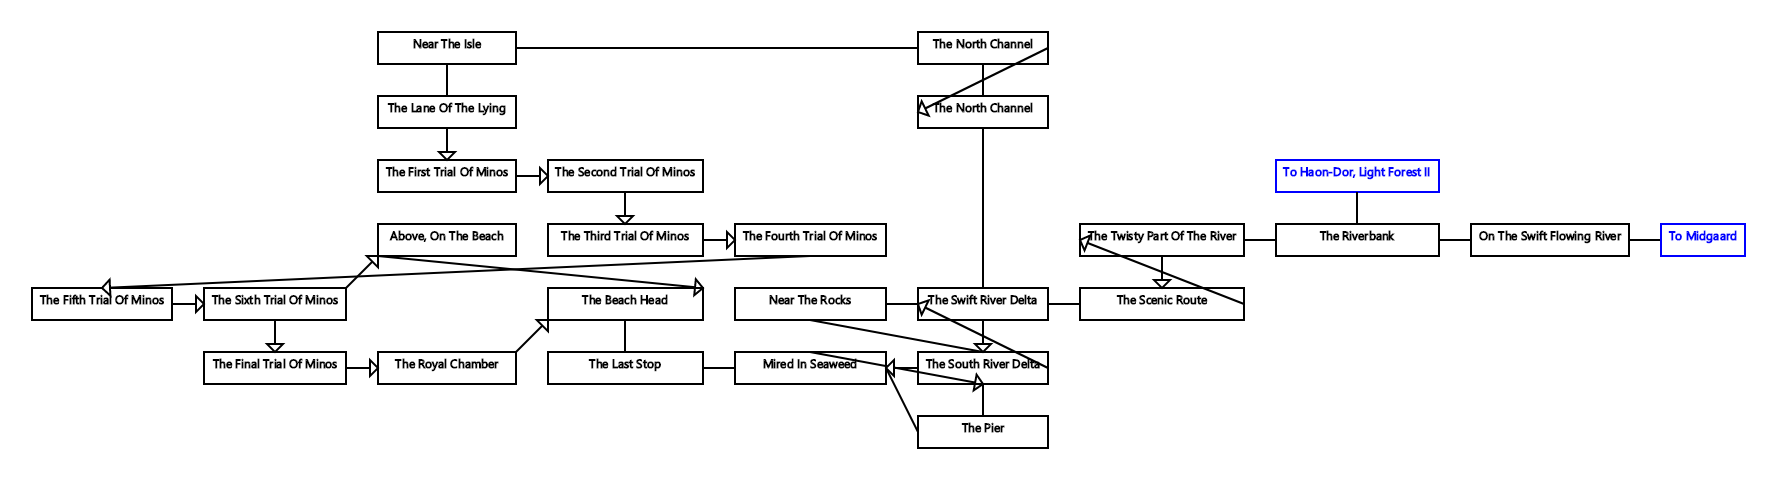 Near The Isle
The North Channel
The Lane Of The Lying
The North Channel
The First Trial Of Minos
The Second Trial Of Minos
To Haon-Dor, Light Forest II
Above, On The Beach
The Third Trial Of Minos
The Fourth Trial Of Minos
The Twisty Part Of The River
The Riverbank
On The Swift Flowing River
To Midgaard
The Fifth Trial Of Minos
The Sixth Trial Of Minos
The Beach Head
Near The Rocks
The Swift River Delta
The Scenic Route
The Final Trial Of Minos
The Royal Chamber
The Last Stop
Mired In Seaweed
The South River Delta
The Pier